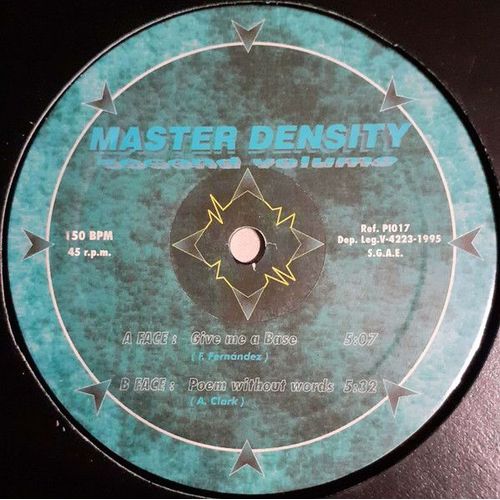 MASTER DENSITY
second volume
150 BPM
45 r.p.m.
Ref. PI017
Dep. Leg.V-4223-1995
S.G.A.E.
A FACE : Give me a Base 5:07
( F. Fernández )
B FACE : Poem without words 5:32
( A. Clark )